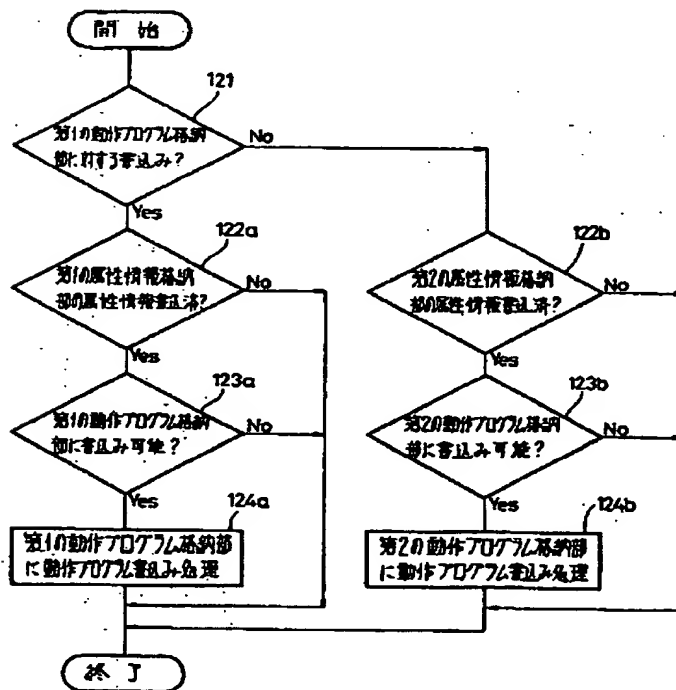 開始
121
第1の動作プログラム格納
部に対する書込み?
No
Yes
122a
第1の属性情報格納
部の属性情報書込済?
No
Yes
122b
第2の属性情報格納
部の属性情報書込済?
No
Yes
123a
第1の動作プログラム格納
部に書込み可能?
No
Yes
123b
第2の動作プログラム格納
部に書込み可能?
No
Yes
124a
第1の動作プログラム格納部
に動作プログラム書込み処理
124b
第2の動作プログラム格納部
に動作プログラム書込み処理
終了